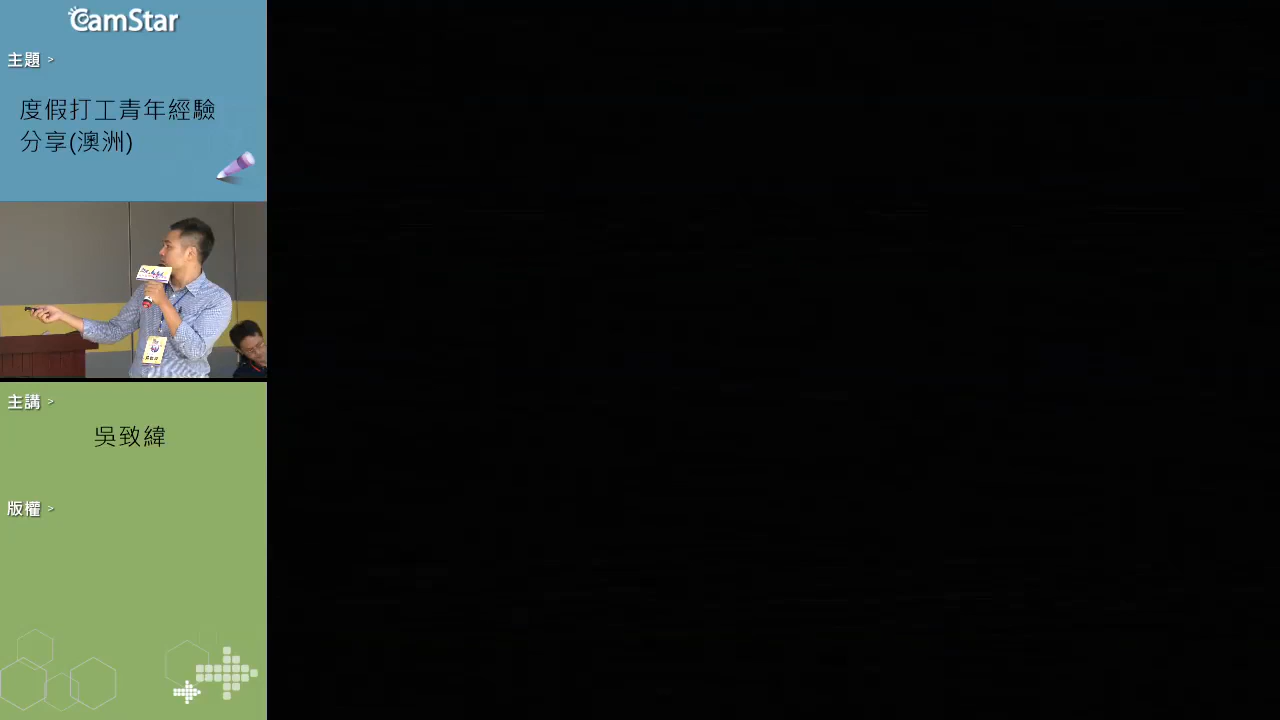 CamStar
主題 >
度假打工青年經驗
分享(澳洲)
主講 >
吳致緯
版權 >